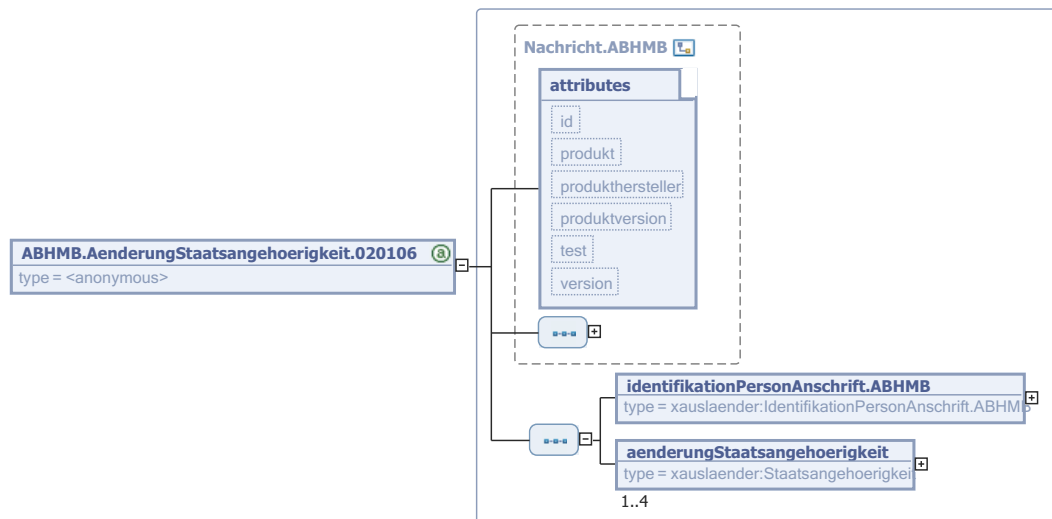 Nachricht.ABHMB
attributes
id
produkt
produkthersteller
produktversion
test
version
ABHMB.AenderungStaatsangehoerigkeit.020106 a
type = <anonymous>
identifikationPersonAnschrift.ABHMB
type = xauslaender:IdentifikationPersonAnschrift.ABHMB
aenderungStaatsangehoerigkeit
type = xauslaender:Staatsangehoerigkeit
1..4